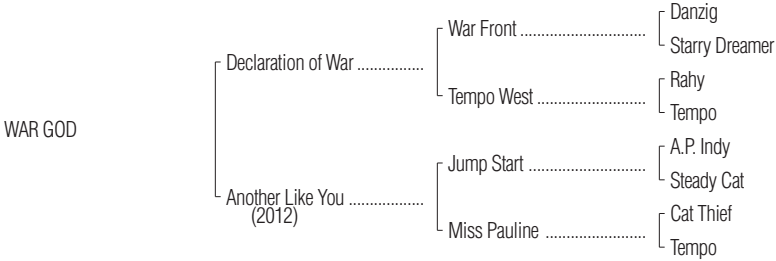 Danzig
War Front ..............................
Starry Dreamer
Declaration of War ................
Rahy
Tempo West ..........................
Tempo
WAR GOD
A.P. Indy
Jump Start ............................
Steady Cat
Another Like You ..................
(2012)
Cat Thief
Miss Pauline ........................
Tempo